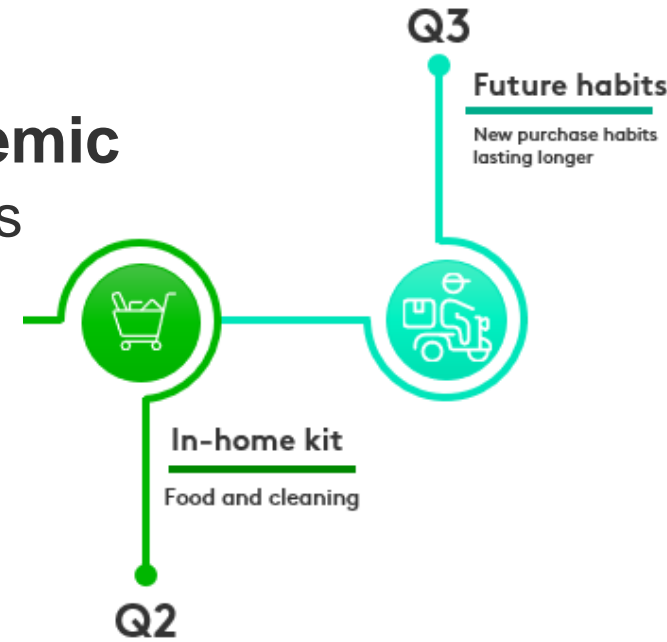 Q3
Future habits
New purchase habits
lasting longer
emic
s
In-home kit
Food and cleaning
Q2